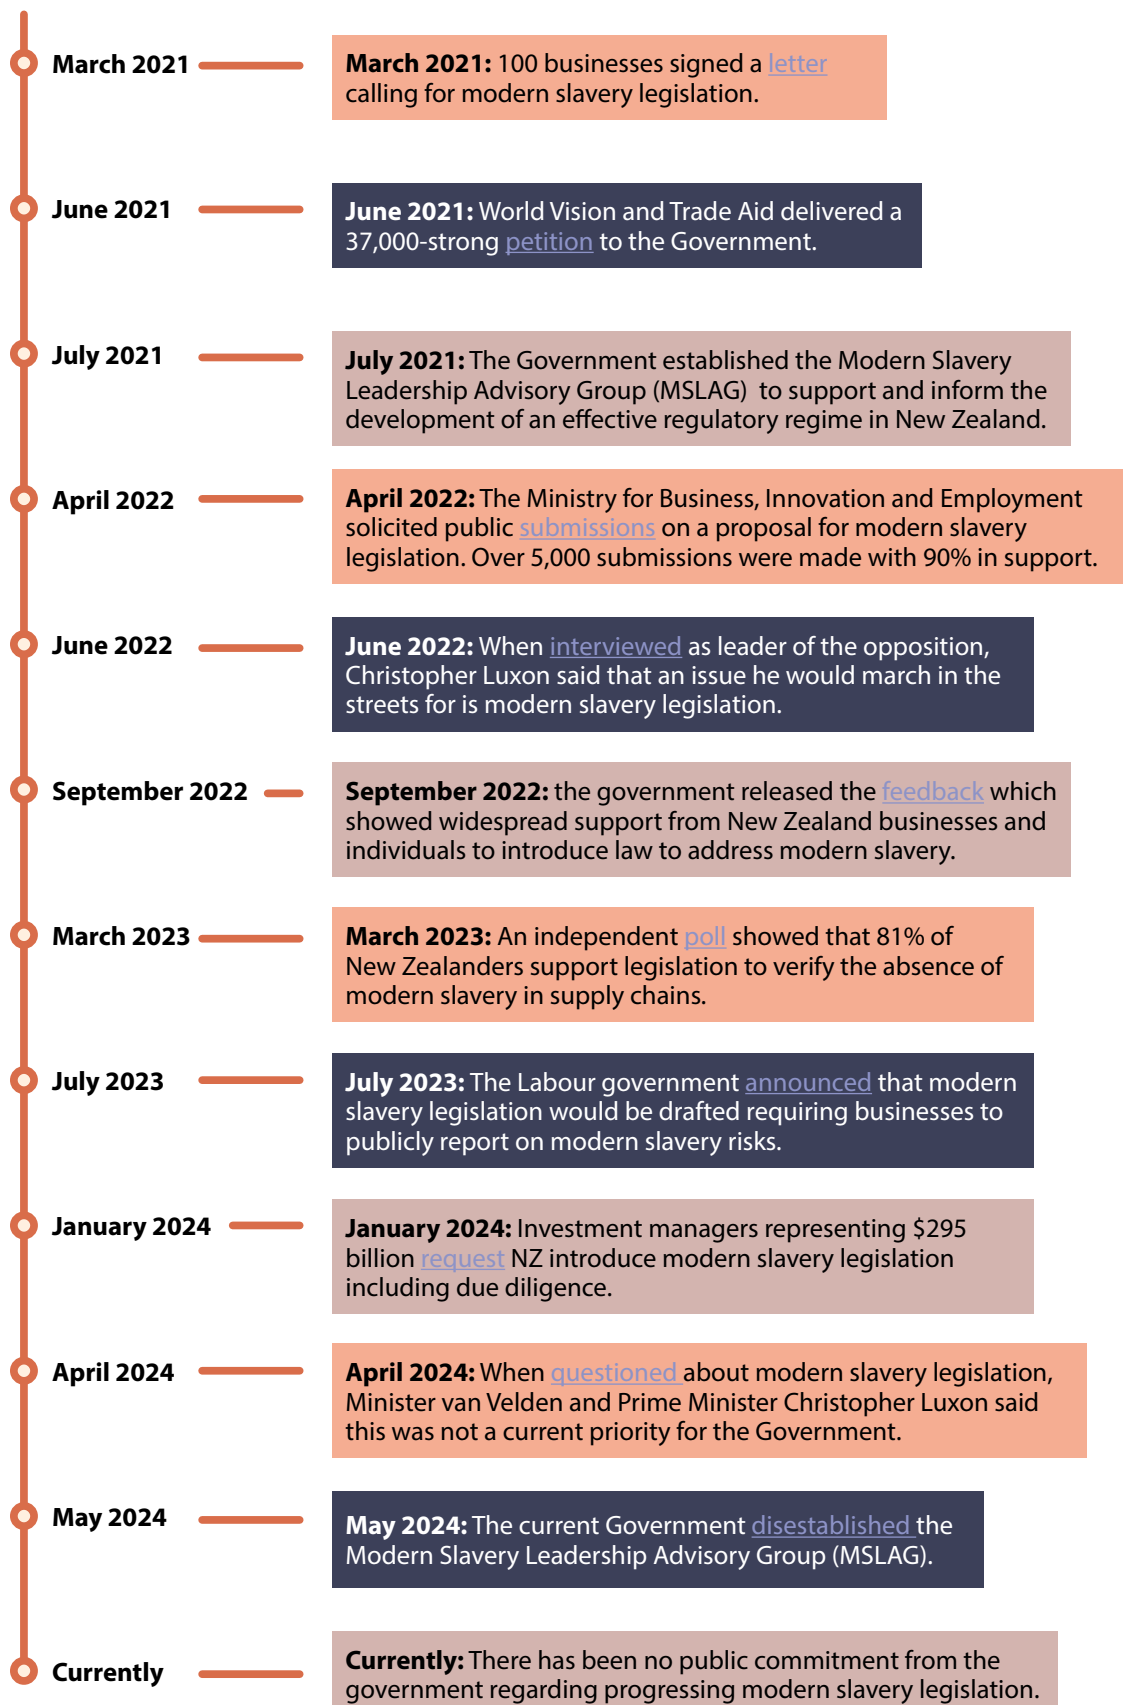 March 2021
March 2021: 100 businesses signed a letter
calling for modern slavery legislation.
June 2021
June 2021: World Vision and Trade Aid delivered a
37,000-strong petition to the Government.
July 2021
July 2021: The Government established the Modern Slavery
Leadership Advisory Group (MSLAG)  to support and inform the
development of an effective regulatory regime in New Zealand.
April 2022
April 2022: The Ministry for Business, Innovation and Employment
solicited public submissions on a proposal for modern slavery
legislation. Over 5,000 submissions were made with 90% in support.
June 2022
June 2022: When interviewed as leader of the opposition,
Christopher Luxon said that an issue he would march in the
streets for is modern slavery legislation.
September 2022
September 2022: the government released the feedback which
showed widespread support from New Zealand businesses and
individuals to introduce law to address modern slavery.
March 2023
March 2023: An independent poll showed that 81% of
New Zealanders support legislation to verify the absence of
modern slavery in supply chains.
July 2023
July 2023: The Labour government announced that modern
slavery legislation would be drafted requiring businesses to
publicly report on modern slavery risks.
January 2024
January 2024: Investment managers representing $295
billion request NZ introduce modern slavery legislation
including due diligence.
April 2024
April 2024: When questioned about modern slavery legislation,
Minister van Velden and Prime Minister Christopher Luxon said
this was not a current priority for the Government.
May 2024
May 2024: The current Government disestablished the
Modern Slavery Leadership Advisory Group (MSLAG).
Currently
Currently: There has been no public commitment from the
government regarding progressing modern slavery legislation.